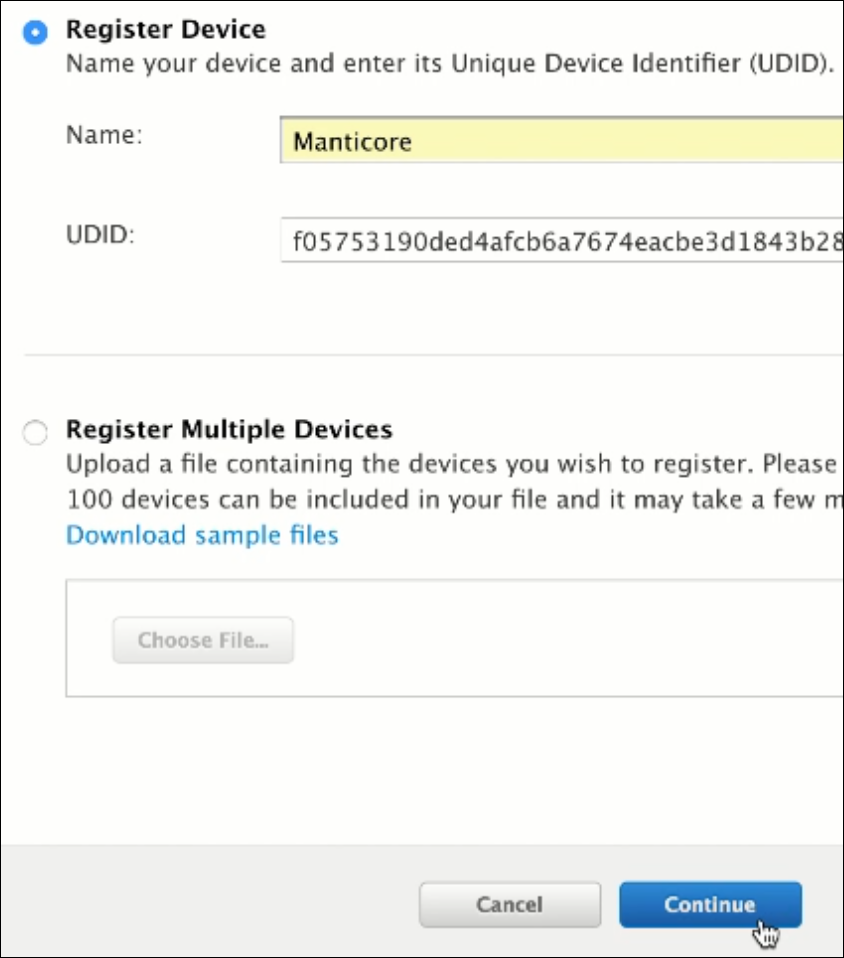 Register Device
Name your device and enter its Unique Device Identifier (UDID).
Name:
Manticore
UDID:
f05753190ded4afcb6a7674eacbe3d1843b28
Register Multiple Devices
Upload a file containing the devices you wish to register. Please
100 devices can be included in your file and it may take a few m
Download sample files
Choose File...
Cancel
Continue